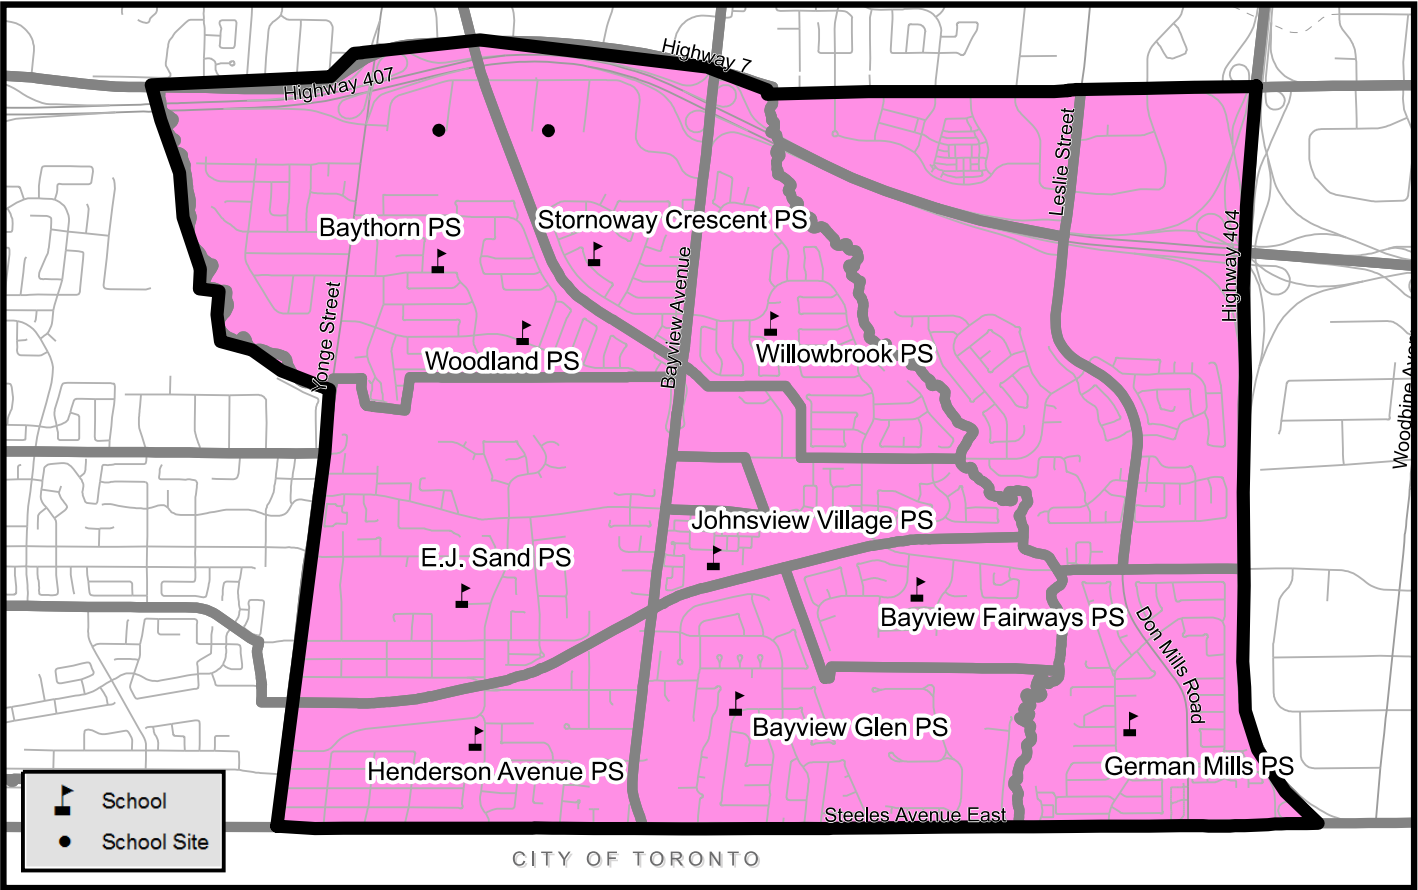 Highway 7
Highway 407
Leslie Street
Baythorn PS
Stornoway Crescent PS
Highway 404
Bayview Avenue
Yonge Street
Woodland PS
Willowbrook PS
Johnsview Village PS
E.J. Sand PS
Bayview Fairways PS
Don Mills Road
Bayview Glen PS
Henderson Avenue PS
German Mills PS
Steeles Avenue East
School
School Site
CITY OF TORONTO
Woodbine